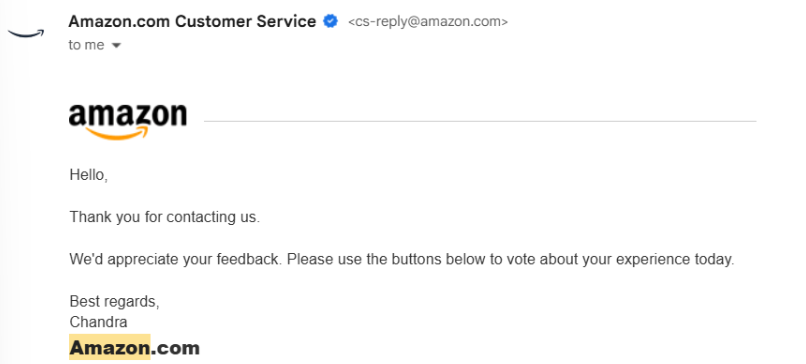 Amazon.com Customer Service <cs-reply@amazon.com>
to me
amazon
Hello,
Thank you for contacting us.
We'd appreciate your feedback. Please use the buttons below to vote about your experience today.
Best regards,
Chandra
Amazon.com